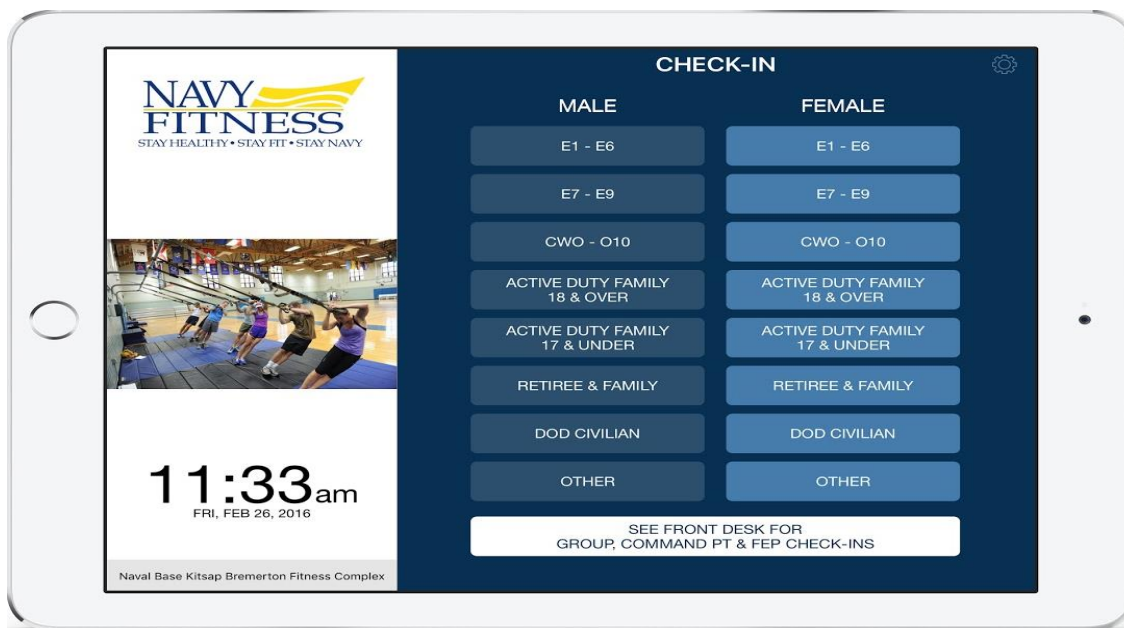 NAVY
FITNESS
STAY HEALTHY • STAY FIT • STAY NAVY
11:33am
FRI, FEB 26, 2016
Naval Base Kitsap Bremerton Fitness Complex
CHECK-IN
MALE FEMALE
E1 - E6 E1 - E6
E7 - E9 E7 - E9
CWO - O10 CWO - O10
ACTIVE DUTY FAMILY ACTIVE DUTY FAMILY
18 & OVER 18 & OVER
ACTIVE DUTY FAMILY ACTIVE DUTY FAMILY
17 & UNDER 17 & UNDER
RETIREE & FAMILY RETIREE & FAMILY
DOD CIVILIAN DOD CIVILIAN
OTHER OTHER
SEE FRONT DESK FOR
GROUP, COMMAND PT & FEP CHECK-INS